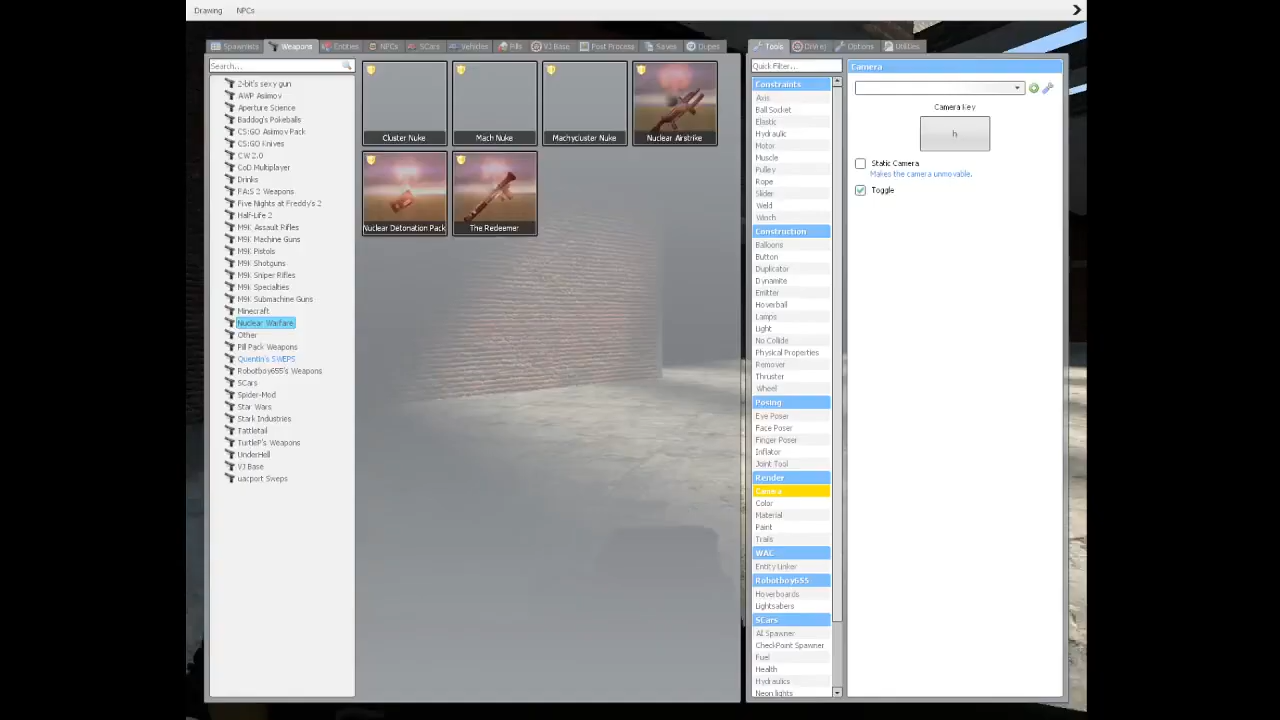 Drawing NPCs
Spawnlists Weapons Entities NPCs SCars Vehicles Pills VJ Base Post Process Saves Dupes
Search...
2-bit's sexy gun
AWP Asimov
Aperture Science
Baddog's Pokeballs
CS:GO Asimov Pack
CS:GO Knives
CW 2.0
CoD Multiplayer
Drinks
FA:S 2 Weapons
Five Nights at Freddy's 2
Half-Life 2
M9K Assault Rifles
M9K Machine Guns
M9K Pistols
M9K Shotguns
M9K Sniper Rifles
M9K Specialties
M9K Submachine Guns
Minecraft
Nuclear Warfare
Other
Pill Pack Weapons
Quentin's SWEPS
Robotboy655's Weapons
SCars
Spider-Mod
Star Wars
Stark Industries
Tattletail
TurtleP's Weapons
UnderHell
VJ Base
uacport Sweps
Cluster Nuke
Mach Nuke
Machycluster Nuke
Nuclear Airstrike
Nuclear Detonation Pack
The Redeemer
Tools Drive Options Utilities
Quick Filter...
Constraints
Axis
Ball Socket
Elastic
Hydraulic
Motor
Muscle
Pulley
Rope
Slider
Weld
Winch
Construction
Balloons
Button
Duplicator
Dynamite
Emitter
Hoverball
Lamps
Light
No Collide
Physical Properties
Remover
Thruster
Wheel
Posing
Eye Poser
Face Poser
Finger Poser
Inflator
Joint Tool
Render
Camera
Color
Material
Paint
Trails
WAC
Entity Linker
Robotboy655
Hoverboards
Lightsabers
SCars
AI Spawner
CheckPoint Spawner
Fuel
Health
Hydraulics
Neon lights
Camera
Camera Key
h
Static Camera
Makes the camera unmovable.
Toggle